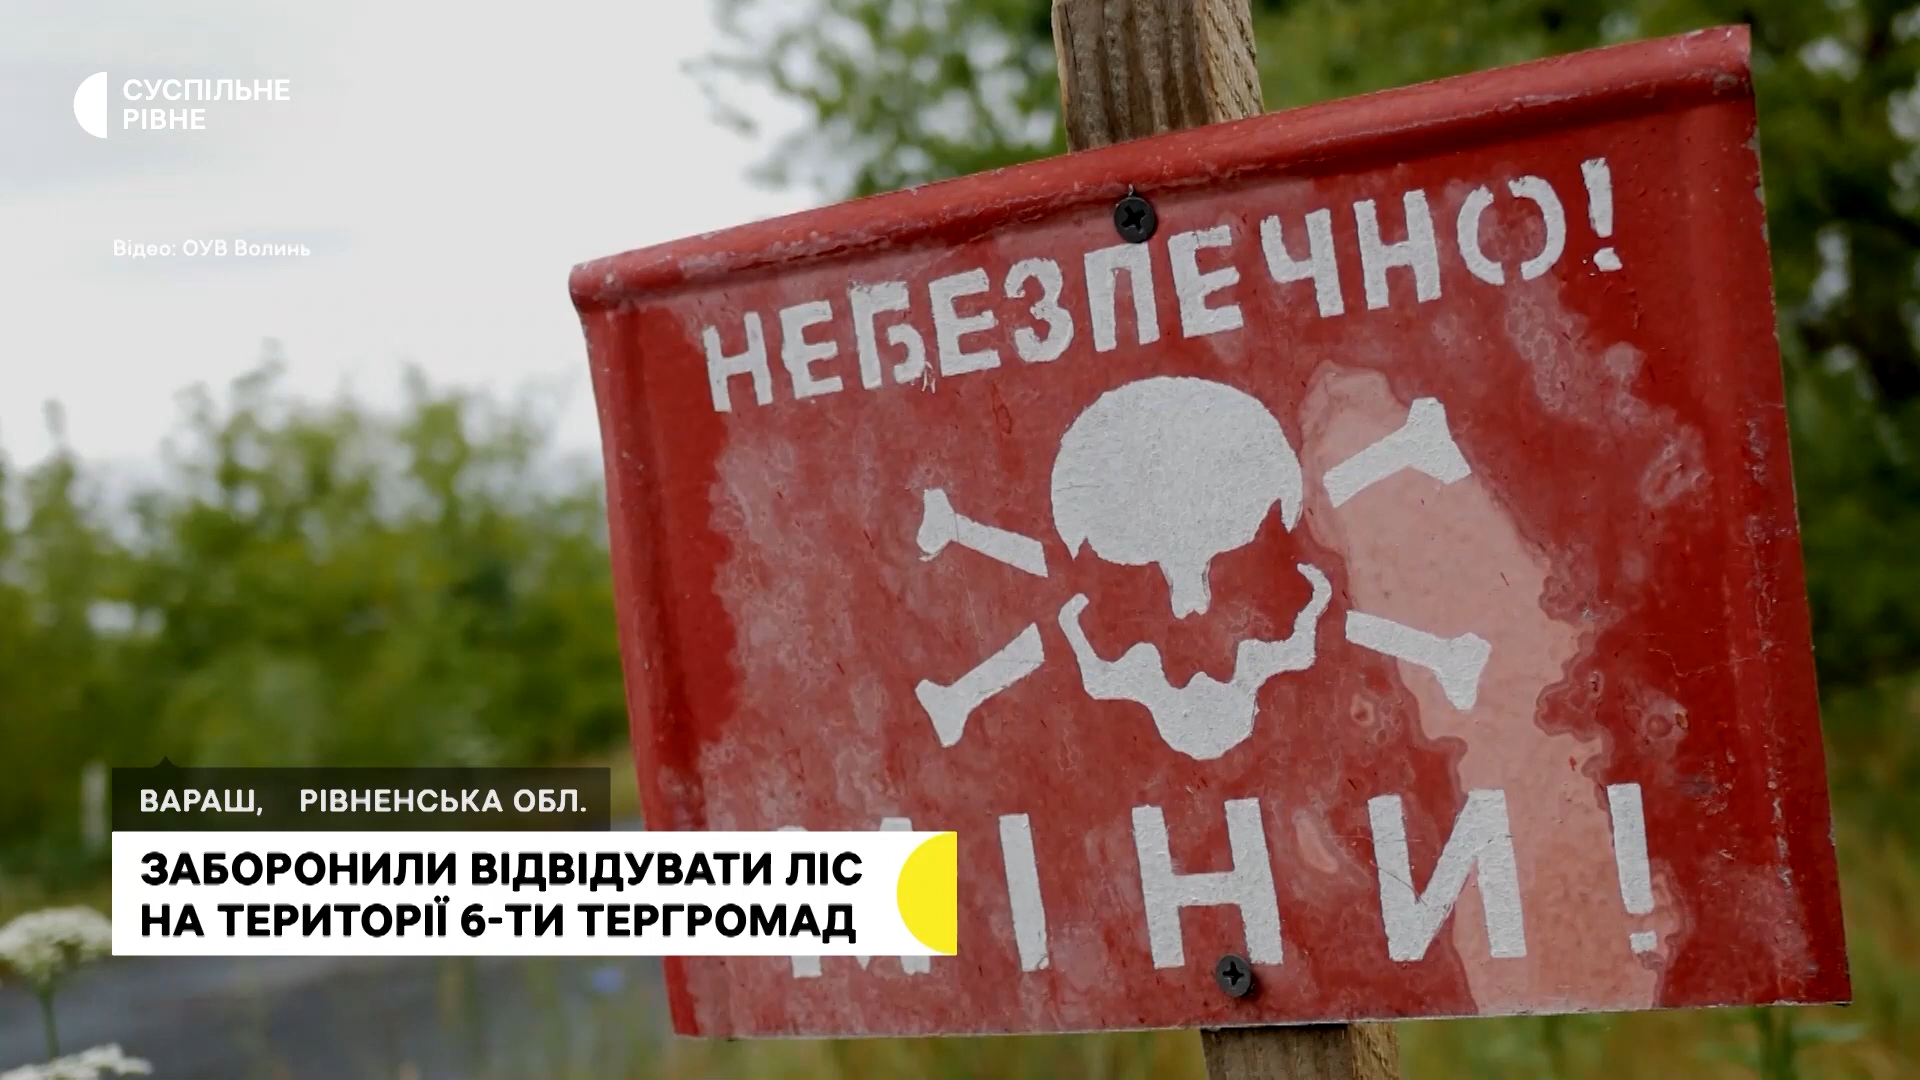 СУСПІЛЬНЕ
РІВНЕ
Відео: ОУВ Волинь
НЕБЕЗПЕЧНО!
МІНИ!
ВАРАШ, РІВНЕНСЬКА ОБЛ.
ЗАБОРОНИЛИ ВІДВІДУВАТИ ЛІС
НА ТЕРИТОРІЇ 6-ТИ ТЕРГРОМАД